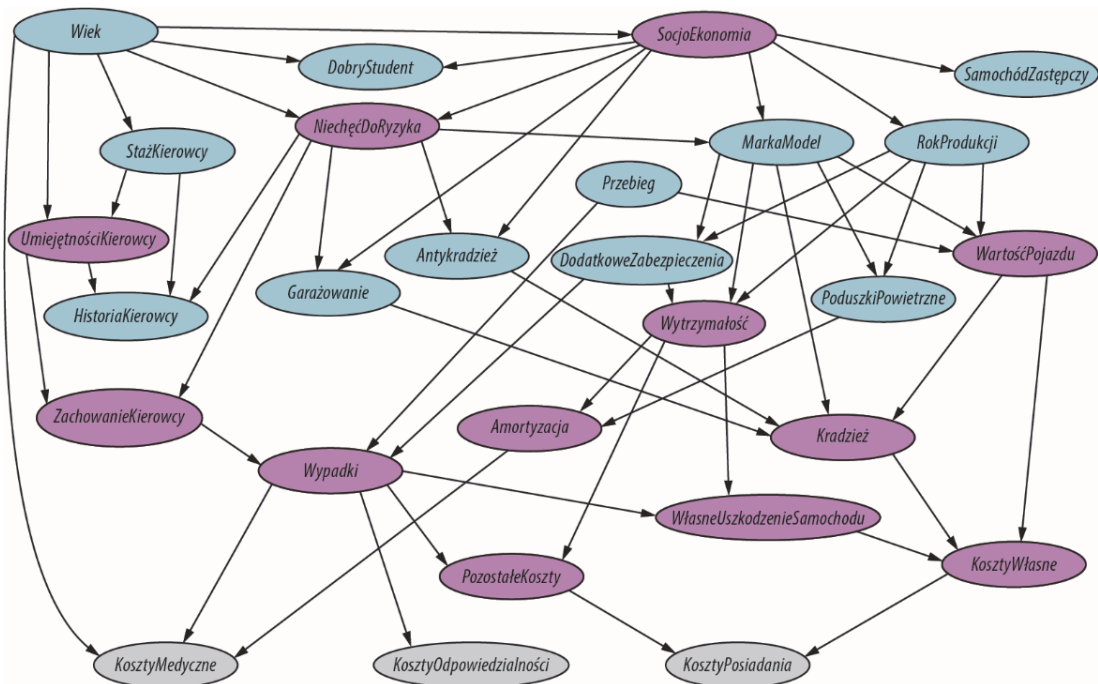 Wiek
SocjoEkonomia
DobryStudent
SamochódZastępczy
NiechęćDoRyzyka
StażKierowcy
MarkaModel
RokProdukcji
Przebieg
UmiejętnościKierowcy
Antykradzież
DodatkoweZabezpieczenia
WartośćPojazdu
Garażowanie
PoduszkiPowietrzne
HistoriaKierowcy
Wytrzymałość
ZachowanieKierowcy
Amortyzacja
Kradzież
Wypadki
WłasneUszkodzenieSamochodu
PozostałeKoszty
KosztyWłasne
KosztyMedyczne
KosztyOdpowiedzialności
KosztyPosiadania